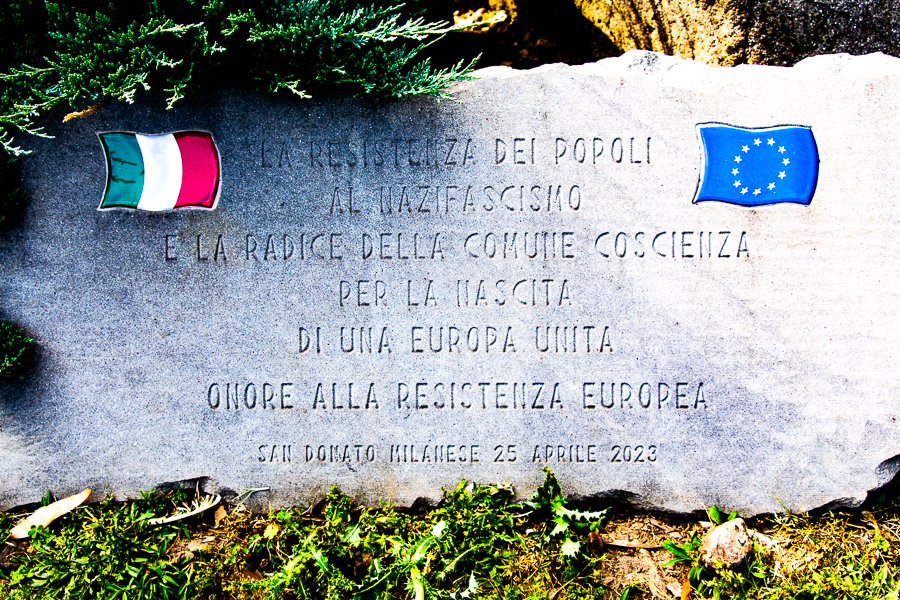 LA RESISTENZA DEI POPOLI
AL NAZIFASCISMO
E LA RADICE DELLA COMUNE COSCIENZA
PER LA NASCITA
DI UNA EUROPA UNITA
ONORE ALLA RESISTENZA EUROPEA
SAN DONATO MILANESE 25 APRILE 2023